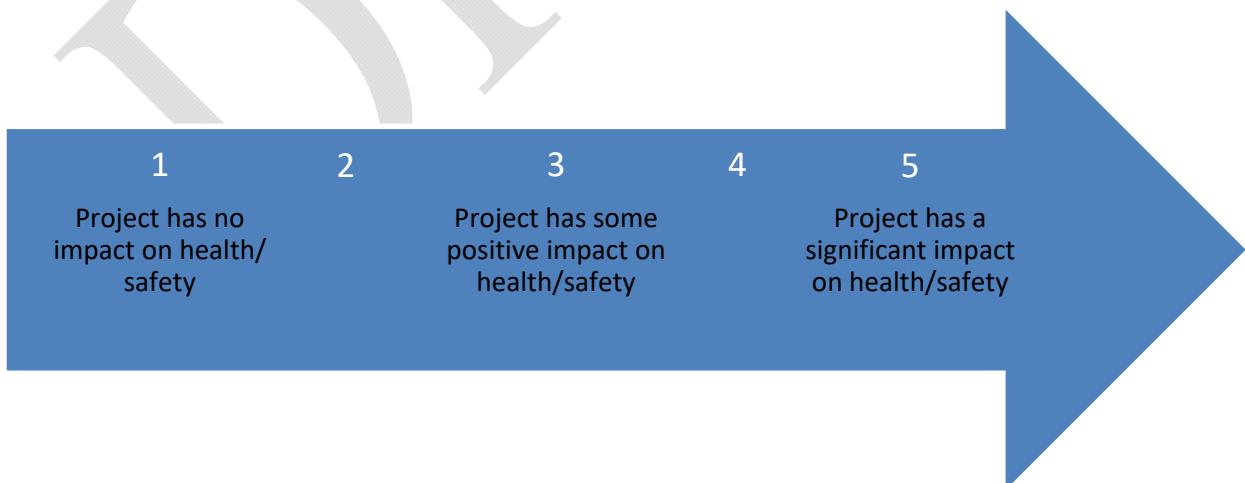 1 2 3 4 5
Project has no
impact on health/
safety
Project has some
positive impact on
health/safety
Project has a
significant impact
on health/safety